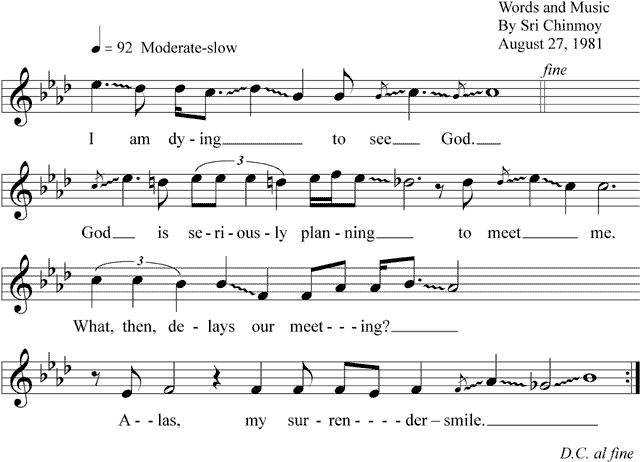 Words and Music
By Sri Chinmoy
August 27, 1981
= 92 Moderate-slow
fine
I am dy - ing to see God.
3
God is se - ri - ous - ly plan - ning to meet me.
3
What, then, de - lays our meet - - - ing?
A - - las, my sur - ren - - - - der - smile.
D.C. al fine